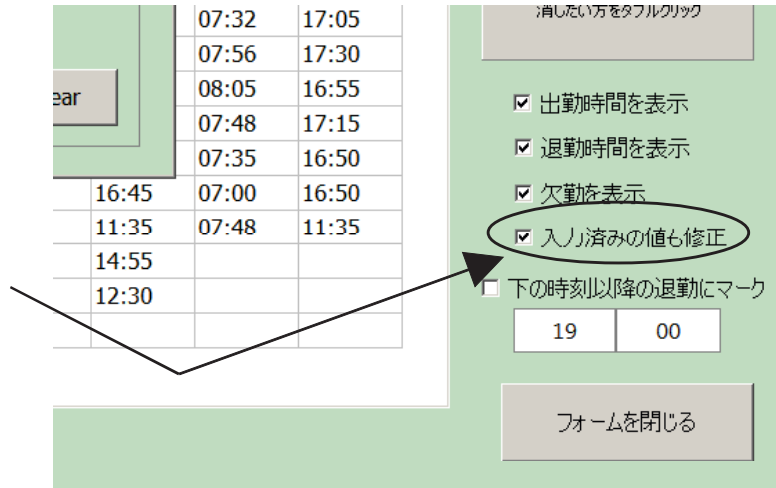 07:32 17:05
07:56 17:30
08:05 16:55
07:48 17:15
07:35 16:50
16:45 07:00 16:50
11:35 07:48 11:35
14:55
12:30
ear
消したい方をダブルクリック
出勤時間を表示
退勤時間を表示
欠勤を表示
入力済みの値も修正
下の時刻以降の退勤にマーク
19 00
フォームを閉じる